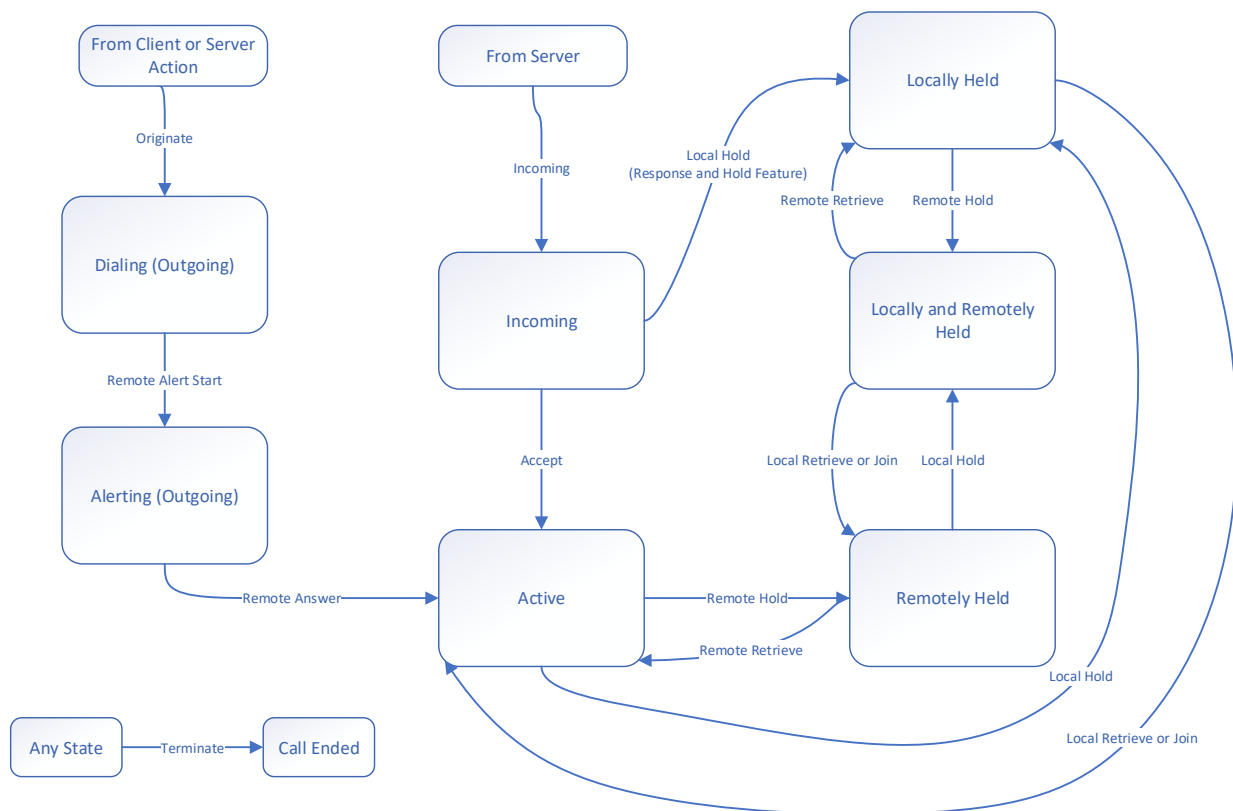 From Client or Server
Action
From Server
Locally Held
Originate
Incoming
Local Hold
(Response and Hold Feature)
Remote Retrieve
Remote Hold
Dialing (Outgoing)
Incoming
Locally and Remotely
Held
Remote Alert Start
Accept
Local Retrieve or Join
Local Hold
Alerting (Outgoing)
Remote Answer
Active
Remote Hold
Remotely Held
Remote Retrieve
Local Hold
Local Retrieve or Join
Any State
Terminate
Call Ended